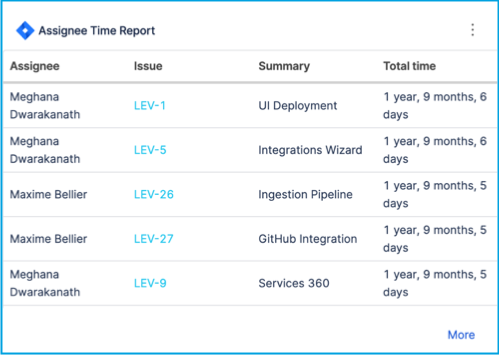 Assignee Time Report
Assignee Issue Summary Total time
Meghana Dwarakanath LEV-1 UI Deployment 1 year, 9 months, 6 days
Meghana Dwarakanath LEV-5 Integrations Wizard 1 year, 9 months, 6 days
Maxime Bellier LEV-26 Ingestion Pipeline 1 year, 9 months, 5 days
Maxime Bellier LEV-27 GitHub Integration 1 year, 9 months, 5 days
Meghana Dwarakanath LEV-9 Services 360 1 year, 9 months, 5 days
More